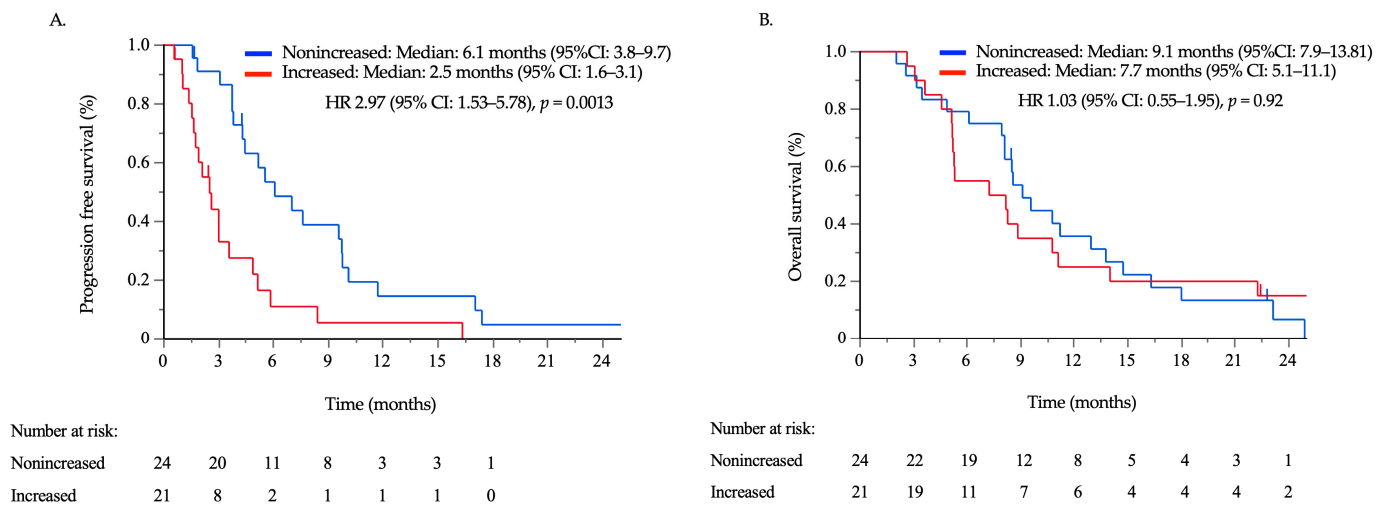 A.
Nonincreased: Median: 6.1 months (95%CI: 3.8–9.7)
Increased: Median: 2.5 months (95% CI: 1.6–3.1)
HR 2.97 (95% CI: 1.53–5.78), p = 0.0013
Progression free survival (%)
1.0
0.8
0.6
0.4
0.2
0
0 3 6 9 12 15 18 21 24
Time (months)
Number at risk:
Nonincreased 24 20 11 8 3 3 1
Increased 21 8 2 1 1 1 0
B.
Nonincreased: Median: 9.1 months (95%CI: 7.9–13.81)
Increased: Median: 7.7 months (95% CI: 5.1–11.1)
HR 1.03 (95% CI: 0.55–1.95), p = 0.92
Overall survival (%)
1.0
0.8
0.6
0.4
0.2
0
0 3 6 9 12 15 18 21 24
Time (months)
Number at risk:
Nonincreased 24 22 19 12 8 5 4 3 1
Increased 21 19 11 7 6 4 4 4 2